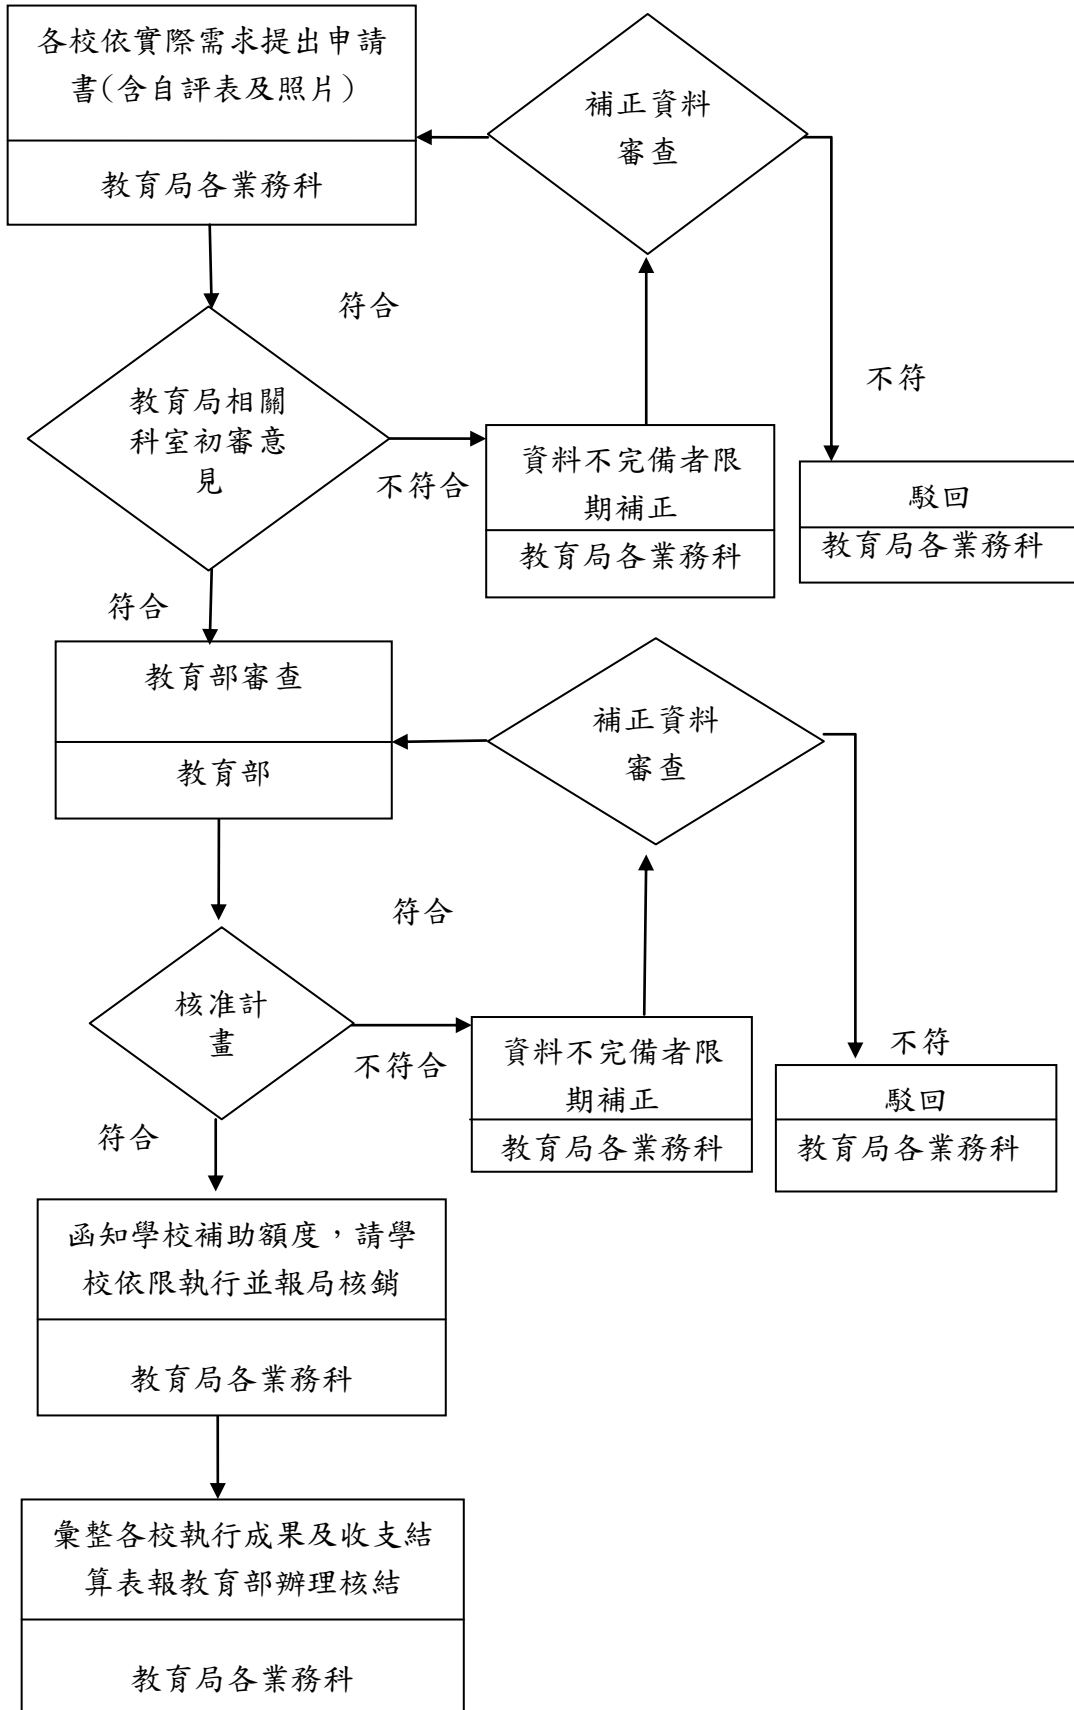 各校依實際需求提出申請
書(含自評表及照片)
教育局各業務科
補正資料
審查
符合
不符
教育局相關
科室初審意
見
不符合
資料不完備者限
期補正
教育局各業務科
駁回
教育局各業務科
符合
教育部審查
教育部
補正資料
審查
符合
核准計
畫
不符合
資料不完備者限
期補正
教育局各業務科
不符
駁回
教育局各業務科
符合
函知學校補助額度，請學
校依限執行並報局核銷
教育局各業務科
彙整各校執行成果及收支結
算表報教育部辦理核結
教育局各業務科